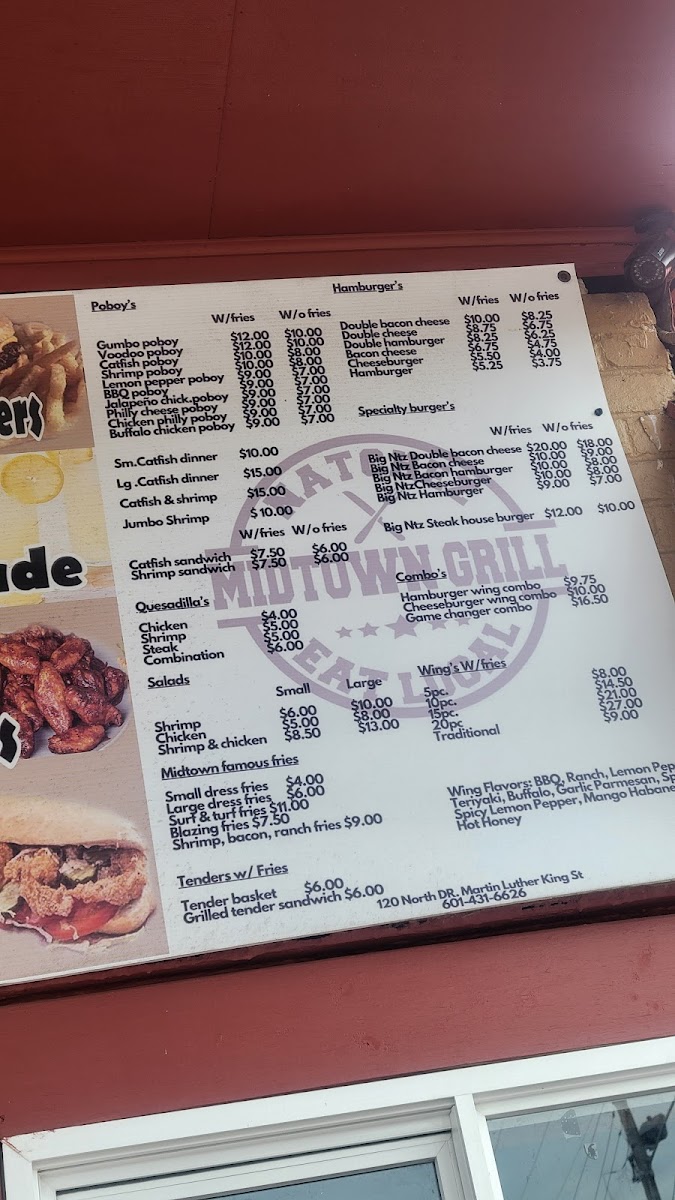 Poboy's
W/fries W/o fries
Gumbo poboy $12.00 $10.00
Voodoo poboy $12.00 $10.00
Catfish poboy $10.00 $8.00
Shrimp poboy $10.00 $8.00
Lemon pepper poboy $9.00 $7.00
BBQ poboy $9.00 $7.00
Jalapeño chick.poboy $9.00 $7.00
Philly cheese poboy $9.00 $7.00
Chicken philly poboy $9.00 $7.00
Buffalo chicken poboy $9.00 $7.00
Sm.Catfish dinner $10.00
Lg .Catfish dinner $15.00
Catfish & shrimp $15.00
Jumbo Shrimp $ 10.00
W/fries W/o fries
Catfish sandwich $7.50 $6.00
Shrimp sandwich $7.50 $6.00
Quesadilla's
Chicken $4.00
Shrimp $5.00
Steak $5.00
Combination $6.00
Salads
Small Large
Shrimp $6.00 $10.00
Chicken $5.00 $8.00
Shrimp & chicken $8.50 $13.00
Midtown famous fries
Small dress fries $4.00
Large dress fries $6.00
Surf & turf fries $11.00
Blazing fries $7.50
Shrimp, bacon, ranch fries $9.00
Tenders w/ Fries
Tender basket $6.00
Grilled tender sandwich $6.00
Hamburger's
W/fries W/o fries
Double bacon cheese $10.00 $8.25
Double cheese $8.75 $6.75
Double hamburger $8.25 $6.25
Bacon cheese $6.75 $4.75
Cheeseburger $5.50 $4.00
Hamburger $5.25 $3.75
Specialty burger's
W/fries W/o fries
Big Ntz Double bacon cheese $20.00 $18.00
Big Ntz Bacon cheese $10.00 $9.00
Big Ntz Bacon hamburger $10.00 $8.00
Big NtzCheeseburger $10.00 $8.00
Big Ntz Hamburger $9.00 $7.00
Big Ntz Steak house burger $12.00 $10.00
Combo's
Hamburger wing combo $9.75
Cheeseburger wing combo $10.00
Game changer combo $16.50
Wing's W/fries
5pc. $8.00
10pc. $14.50
15pc. $21.00
20pc $27.00
Traditional $9.00
Wing Flavors: BBQ, Ranch, Lemon Pep
Teriyaki, Buffalo, Garlic Parmesan, Sp
Spicy Lemon Pepper, Mango Habane
Hot Honey
120 North DR. Martin Luther King St
601-431-6626
MIDTOWN GRILL
EAT LOCAL
ers
ade
s